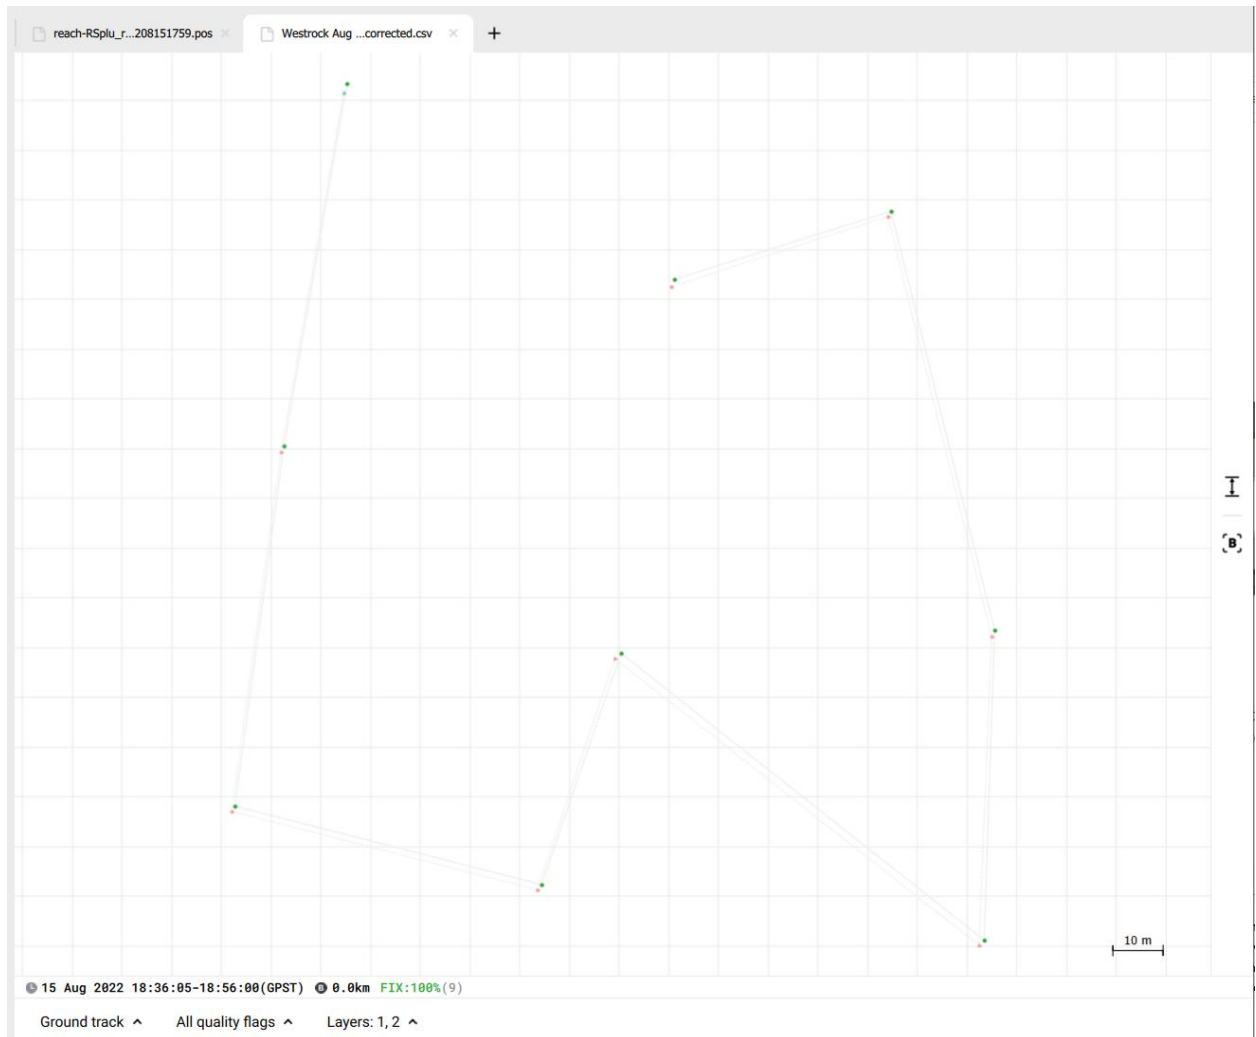 reach-RSplu_r...208151759.pos × Westrock Aug ...corrected.csv × +
B
10 m
B
15 Aug 2022 18:36:05-18:56:00(GPST) B 0.0km FIX:100%(9)
Ground track All quality flags Layers: 1, 2